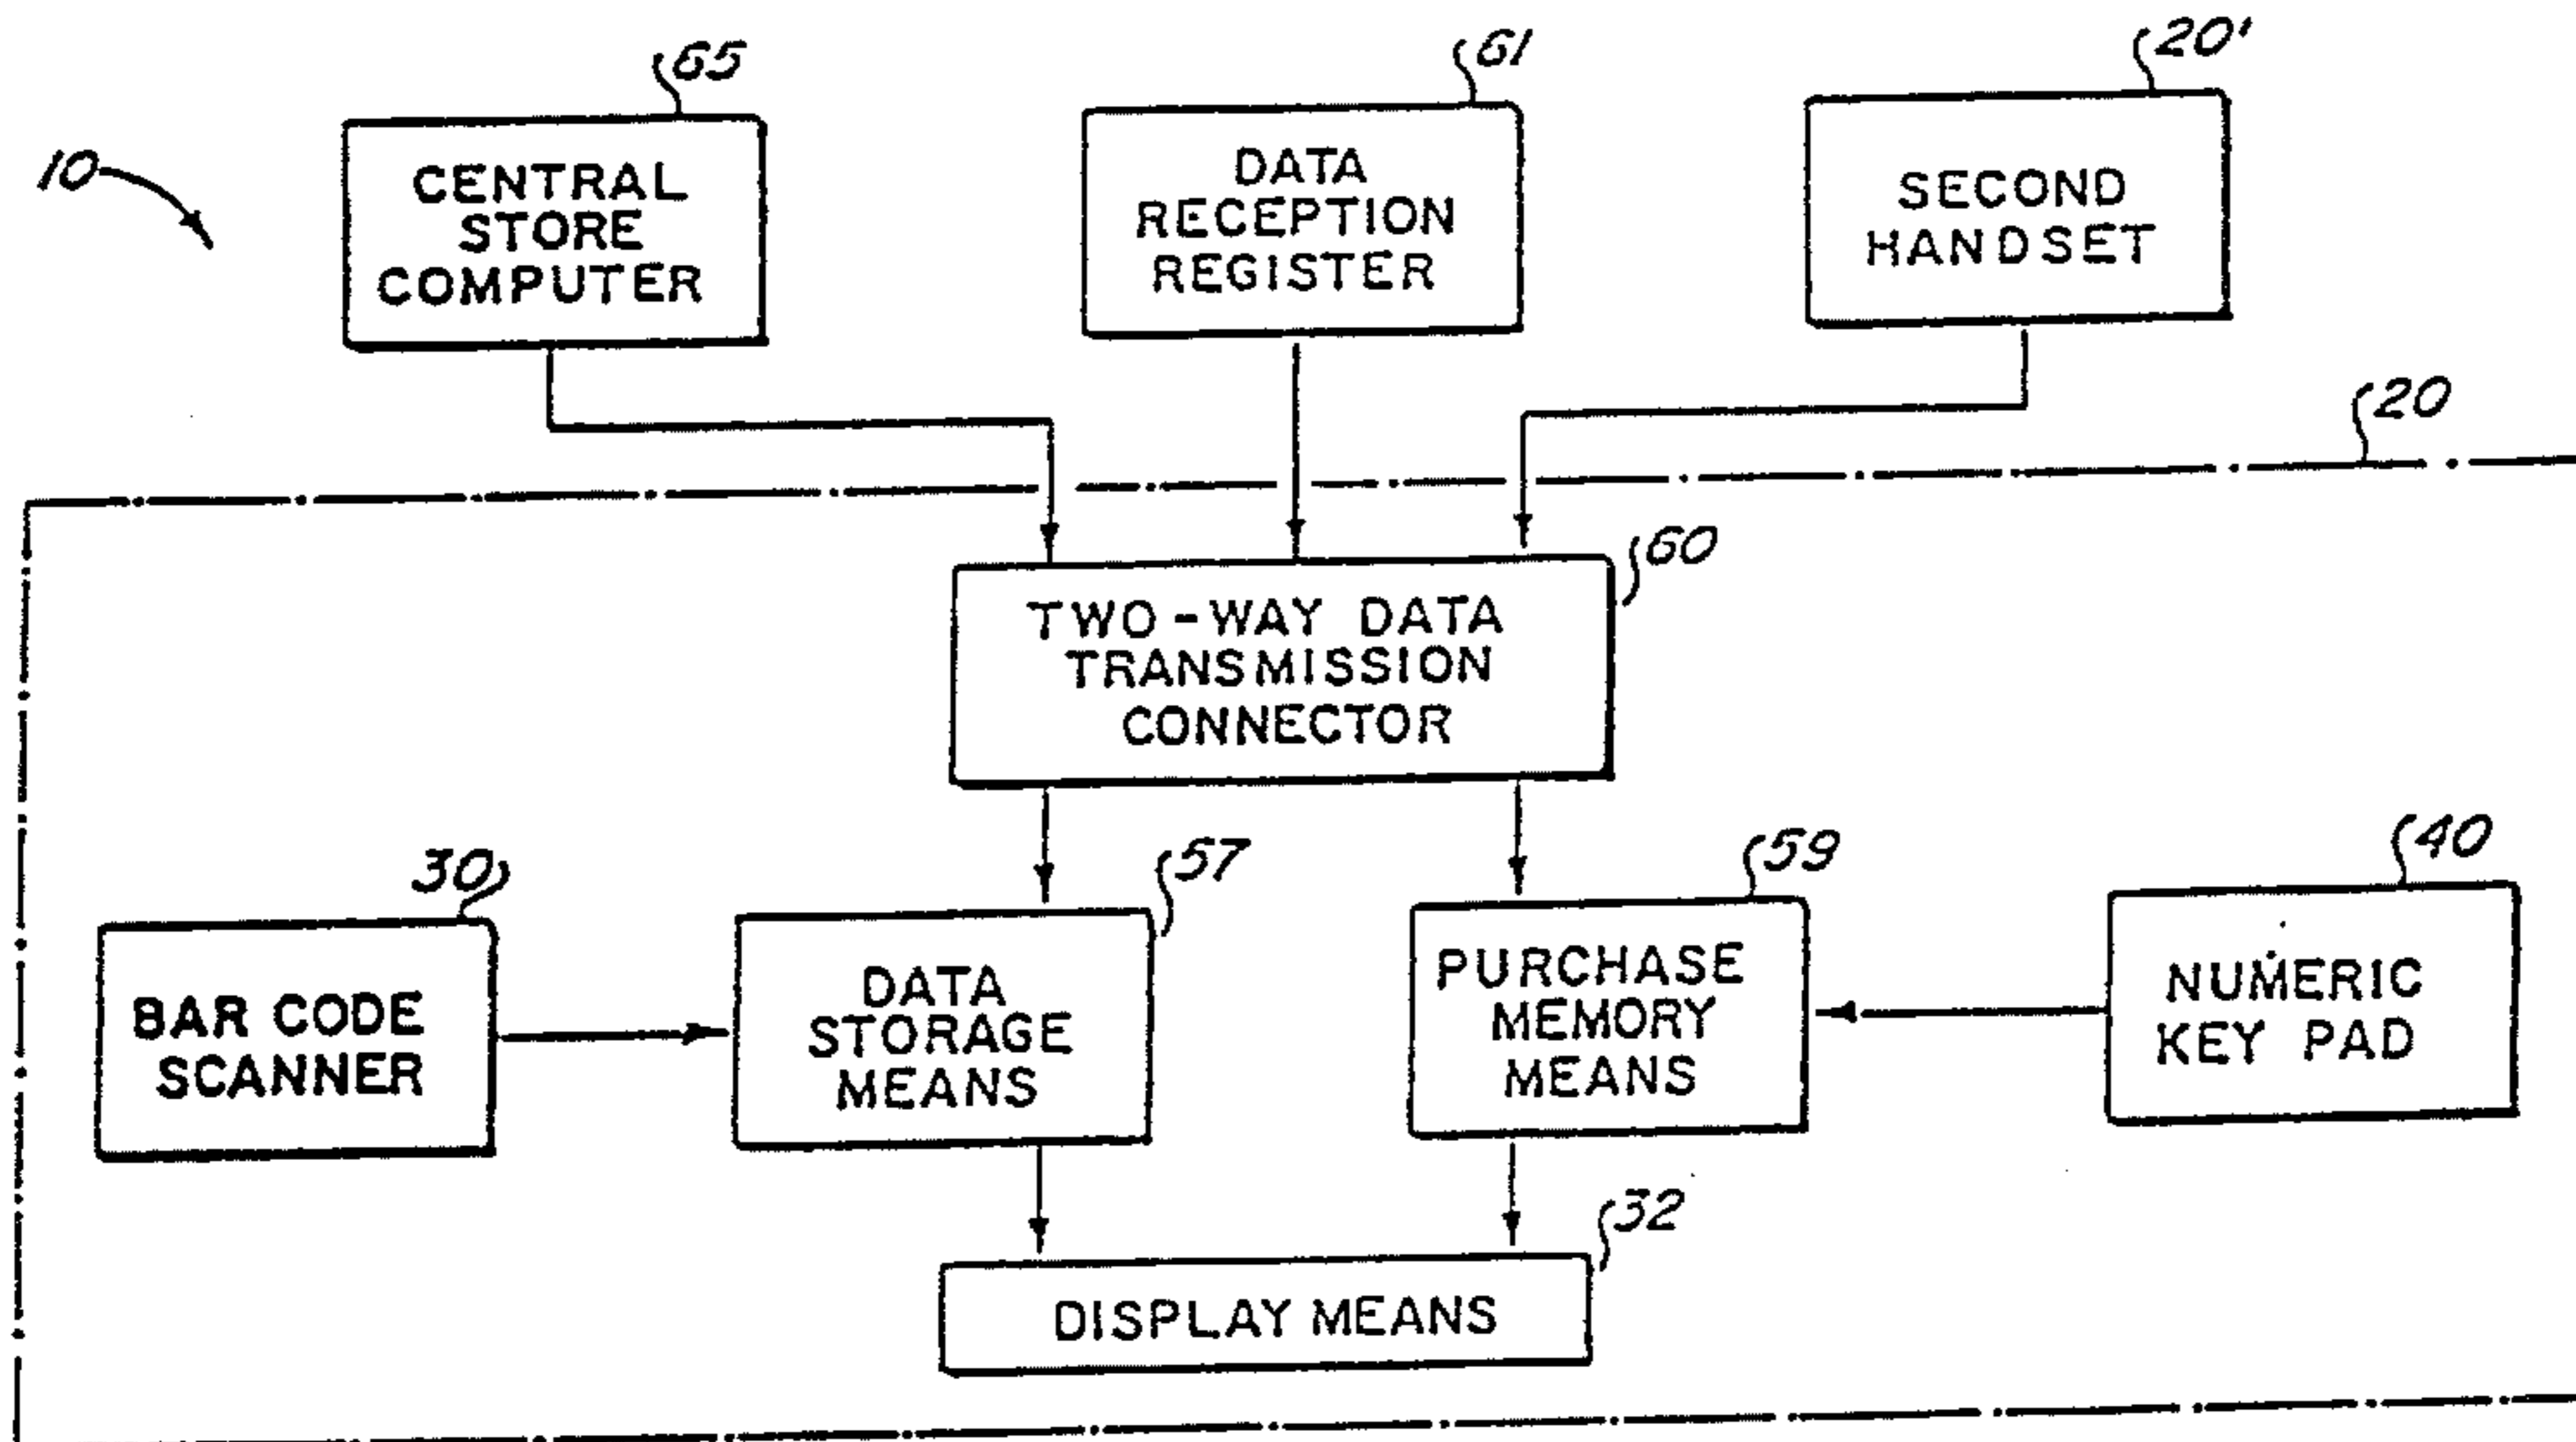 65
61
20'
10
CENTRAL
STORE
COMPUTER
DATA
RECEPTION
REGISTER
SECOND
HANDSET
20
60
TWO-WAY DATA
TRANSMISSION
CONNECTOR
30
57
59
40
BAR CODE
SCANNER
DATA
STORAGE
MEANS
PURCHASE
MEMORY
MEANS
NUMERIC
KEY PAD
32
DISPLAY MEANS